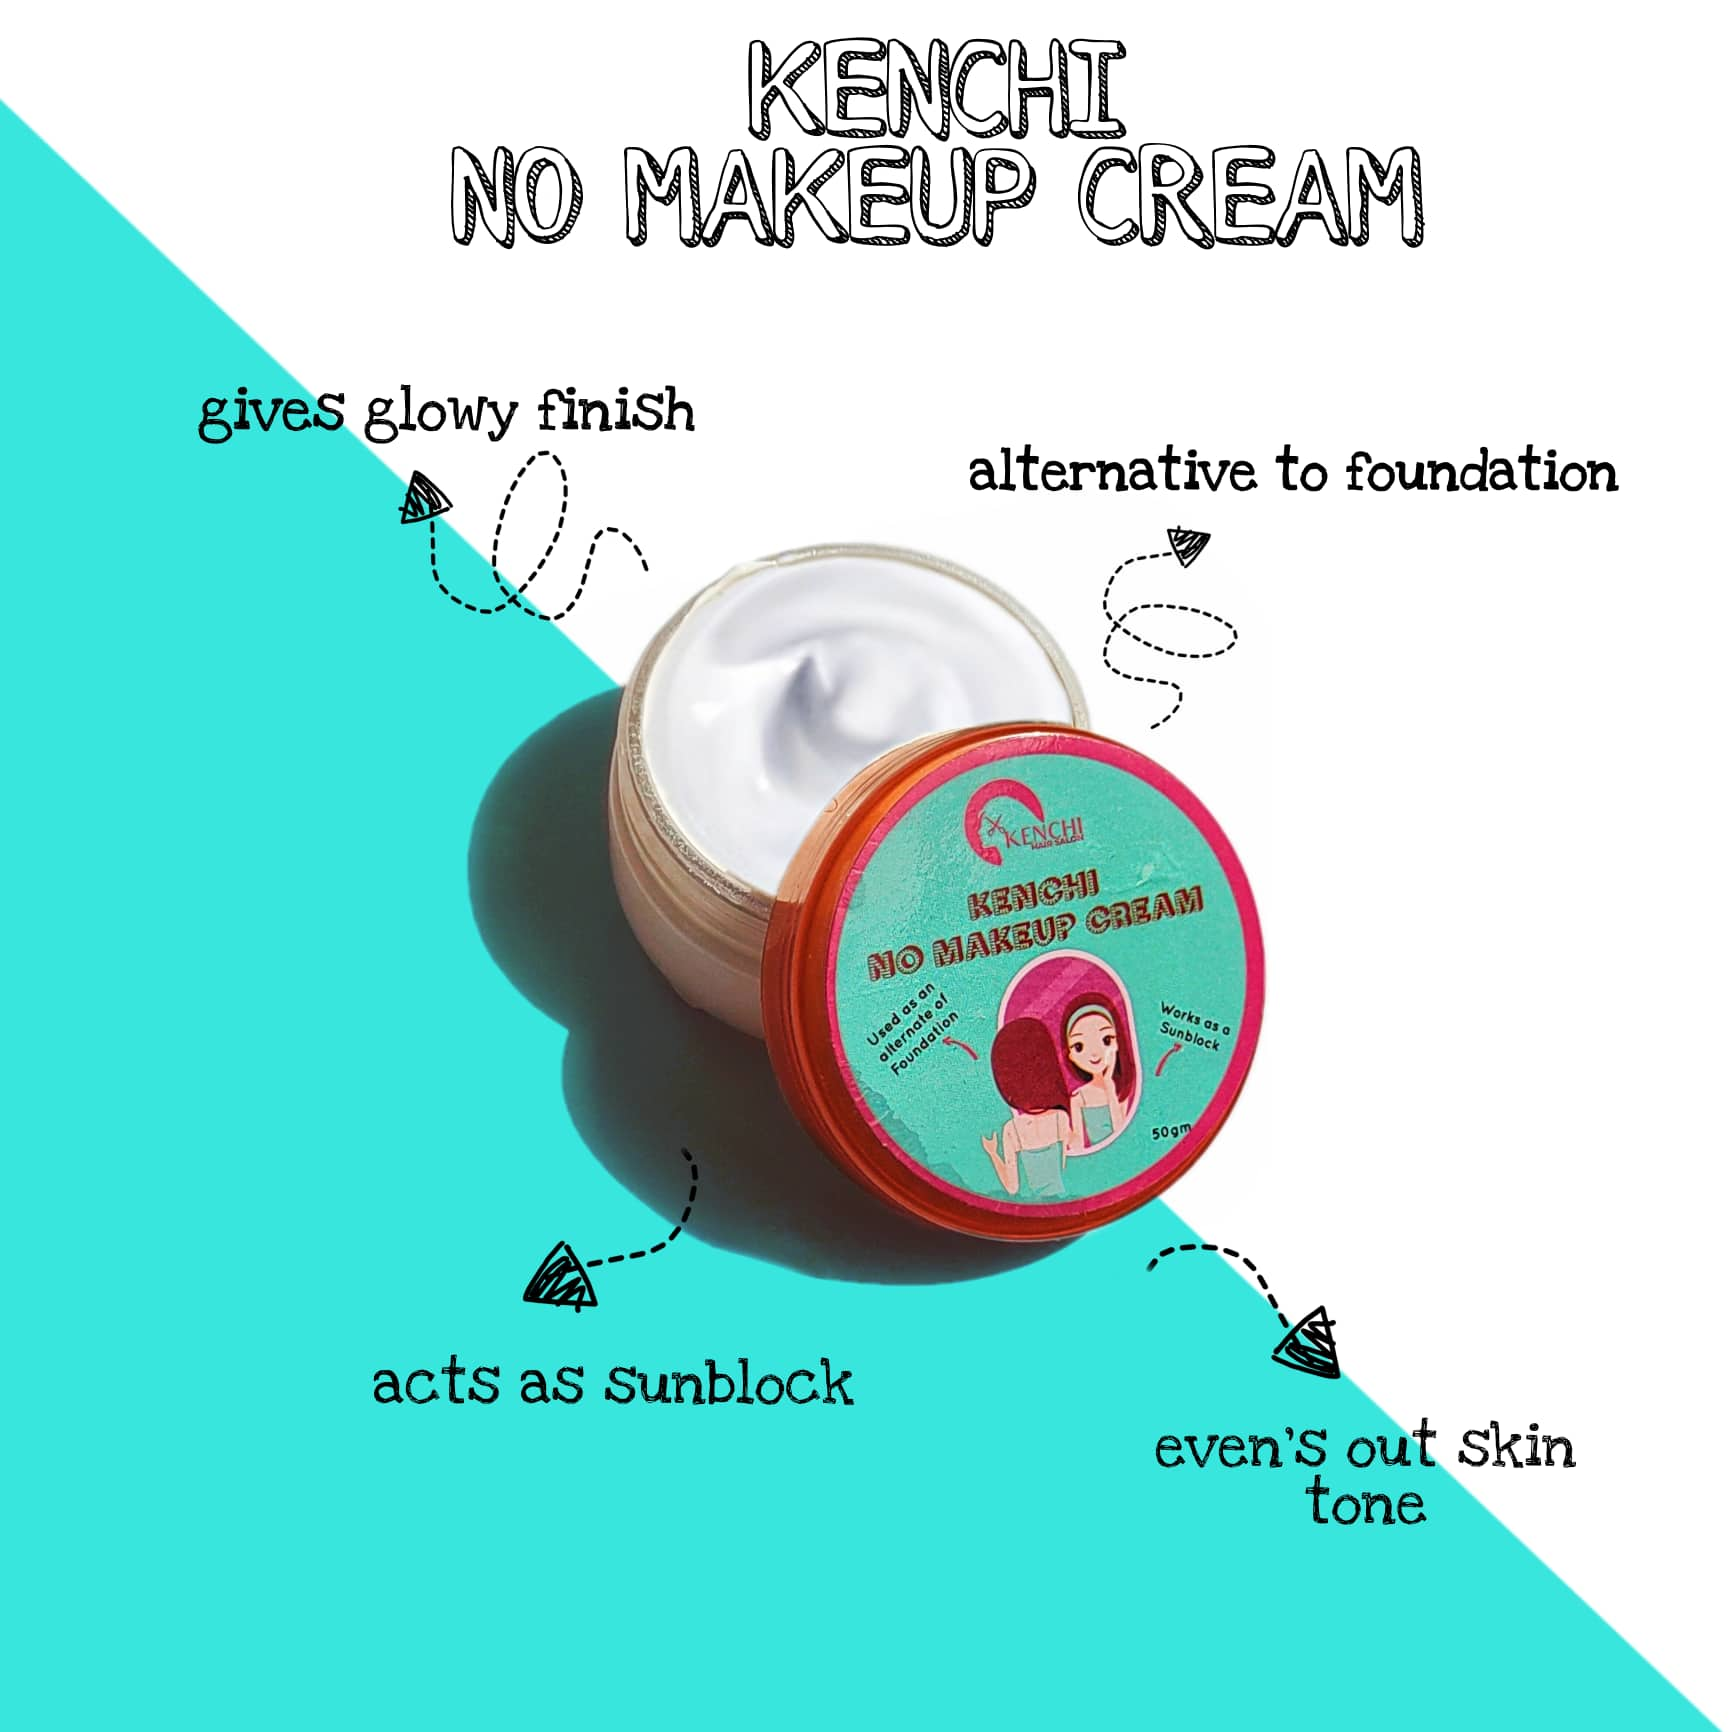 KENCHI
NO MAKEUP CREAM
gives glowy finish
alternative to foundation
KENCHI
HAIR SALON
KENCHI
NO MAKEUP CREAM
Used as an
alternate of
Foundation
Works as a
Sunblock
50gm
acts as sunblock
even's out skin
tone